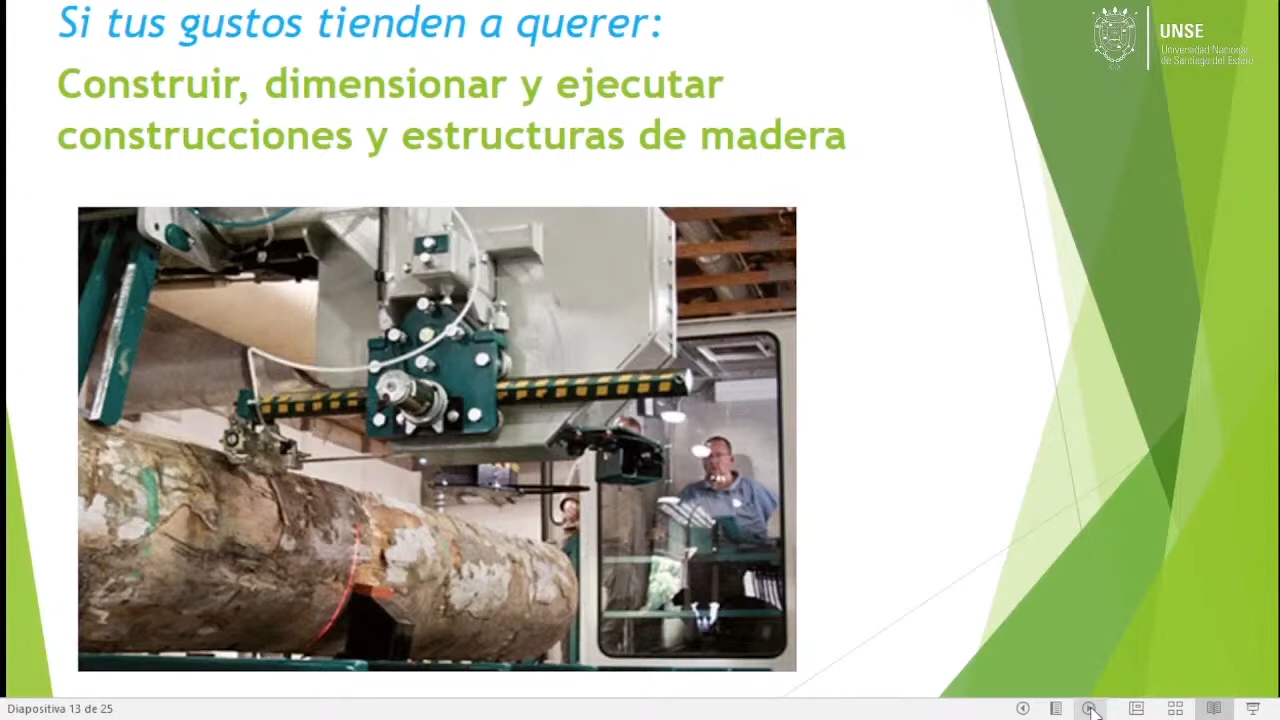 Si tus gustos tienden a querer:
UNSE
Universidad Nacional
de Santiago del Estero
Construir, dimensionar y ejecutar
construcciones y estructuras de madera
Diapositiva 13 de 25